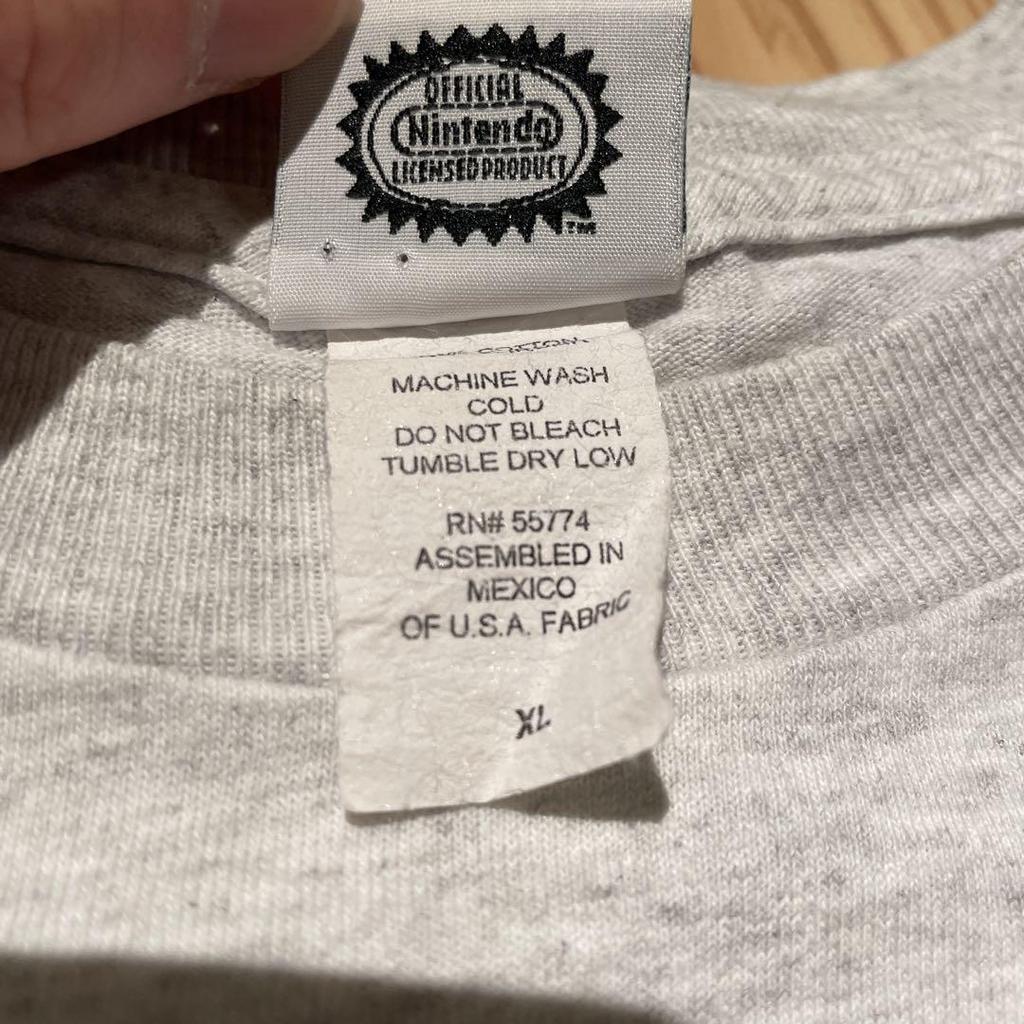 OFFICIAL
Nintendo
LICENSED PRODUCT
TM
COTTON
MACHINE WASH
COLD
DO NOT BLEACH
TUMBLE DRY LOW
RN# 55774
ASSEMBLED IN
MEXICO
OF U.S.A. FABRIC
XL